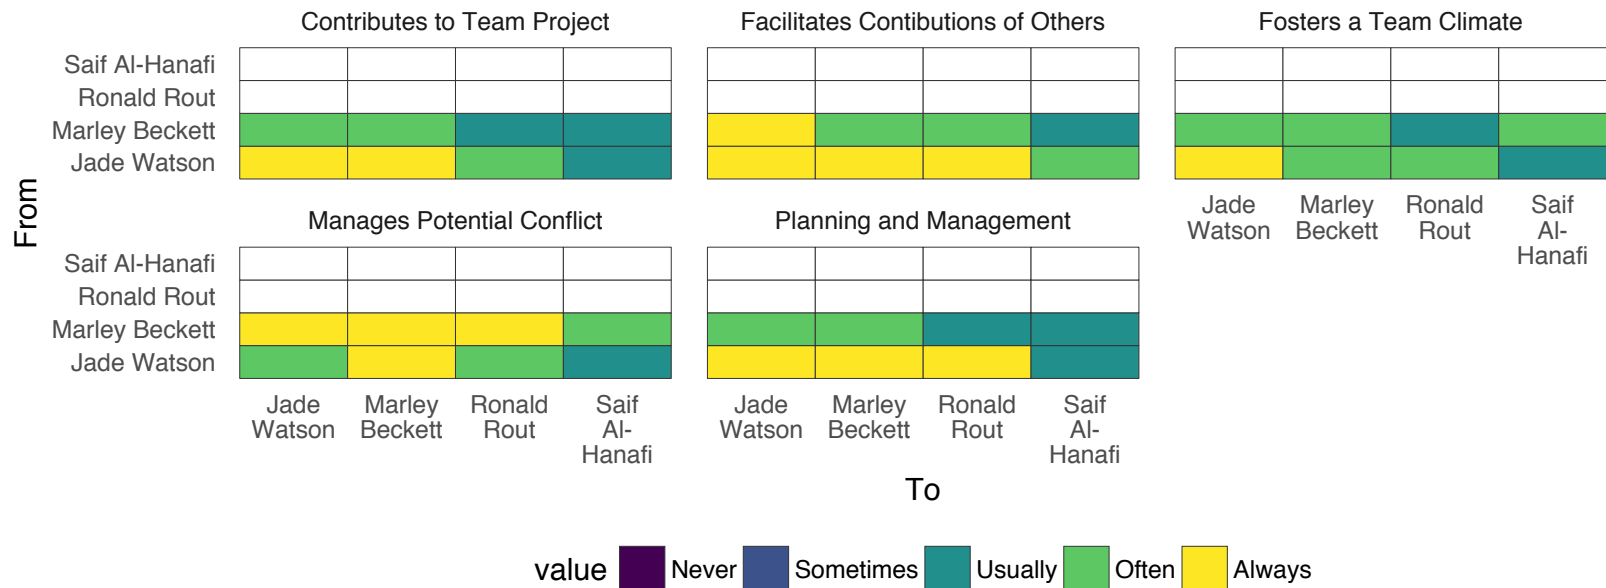 Contributes to Team Project
Facilitates Contibutions of Others
Fosters a Team Climate
Saif Al-Hanafi
Ronald Rout
Marley Beckett
Jade Watson
Jade
Watson
Marley
Beckett
Ronald
Rout
Saif
Al-
Hanafi
From
Manages Potential Conflict
Planning and Management
Saif Al-Hanafi
Ronald Rout
Marley Beckett
Jade Watson
Jade
Watson
Marley
Beckett
Ronald
Rout
Saif
Al-
Hanafi
Jade
Watson
Marley
Beckett
Ronald
Rout
Saif
Al-
Hanafi
To
value Never Sometimes Usually Often Always